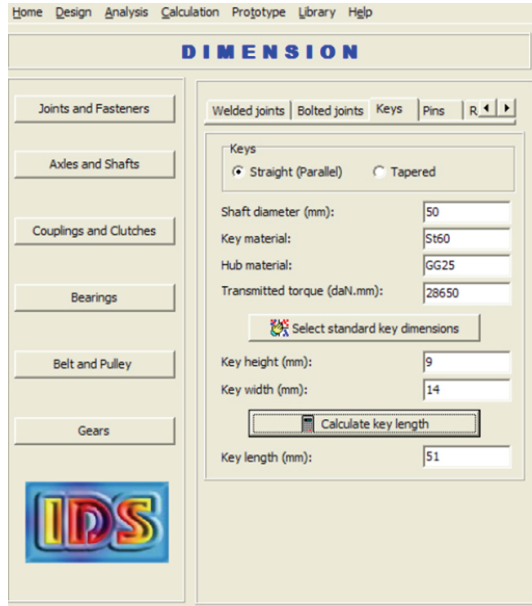 Home Design Analysis Calculation Prototype Library Help
DIMENSION
Joints and Fasteners
Axles and Shafts
Couplings and Clutches
Bearings
Belt and Pulley
Gears
IDS
Welded joints Bolted joints Keys Pins R
Keys
Straight (Parallel) Tapered
Shaft diameter (mm): 50
Key material: St60
Hub material: GG25
Transmitted torque (daN.mm): 28650
Select standard key dimensions
Key height (mm): 9
Key width (mm): 14
Calculate key length
Key length (mm): 51